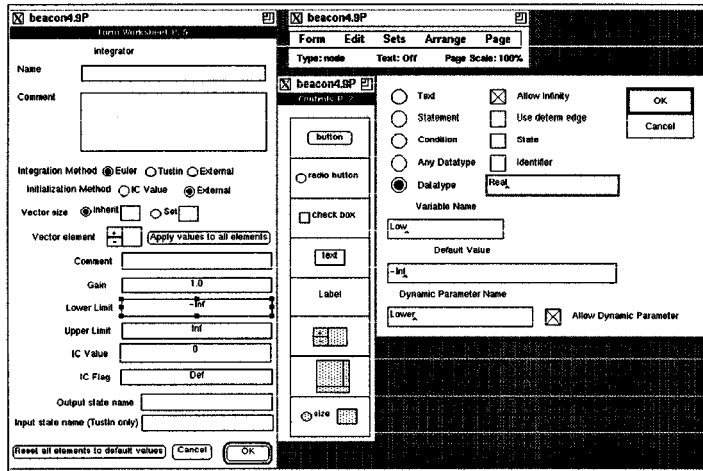 beacon4.9P
Form Worksheet P. 5
Integrator
Name
Comment
Integration Method Euler Tustin External
Initialization Method IC Value External
Vector size Inherit Set
Vector element + - Apply values to all elements
Comment
Gain 1.0
Lower Limit -Inf
Upper Limit Inf
IC Value 0
IC Flag Def
Output state name
Input state name (Tustin only)
Reset all elements to default values Cancel OK
beacon4.9P
Form Edit Sets Arrange Page
Type: node Text: Off Page Scale: 100%
beacon4.9P
Controls P. 2
button
radio button
check box
text
Label
+ -
size
Text Allow Infinity OK
Statement Use determ edge Cancel
Condition State
Any Datatype Identifier
Datatype Real
Variable Name
Low
Default Value
-Inf
Dynamic Parameter Name
Lower Allow Dynamic Parameter